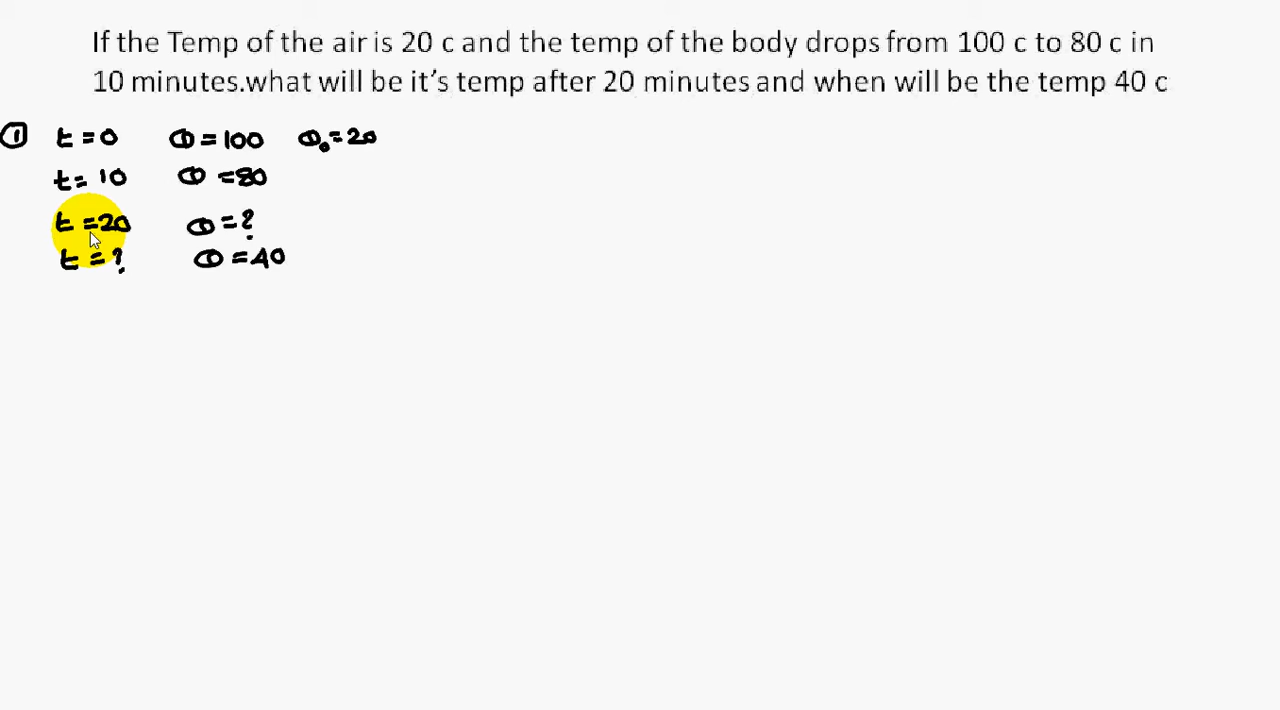 If the Temp of the air is 20 c and the temp of the body drops from 100 c to 80 c in
10 minutes.what will be it’s temp after 20 minutes and when will be the temp 40 c
① t = 0 θ = 100 θ₀ = 20
t = 10 θ = 80
t = 20 θ = ?
t = ? θ = 40